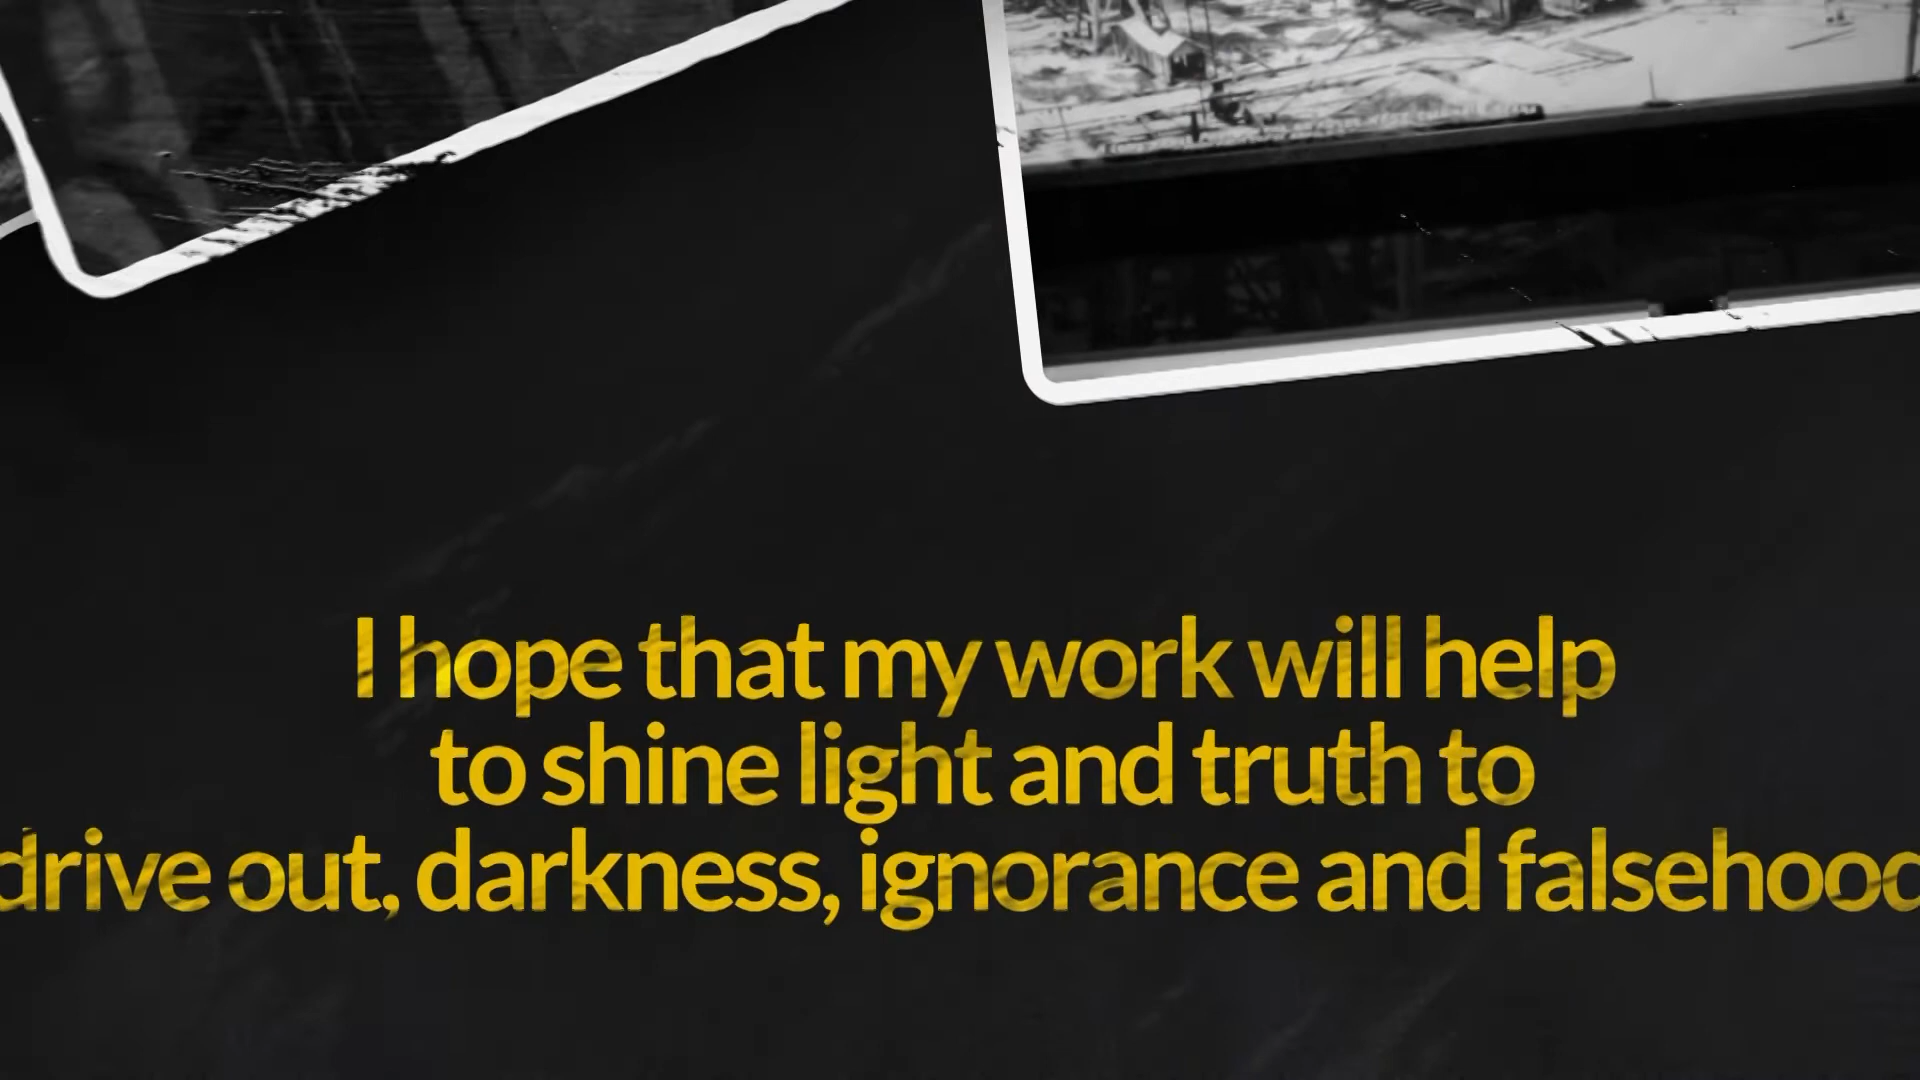 I hope that my work will help
to shine light and truth to
drive out, darkness, ignorance and falsehood